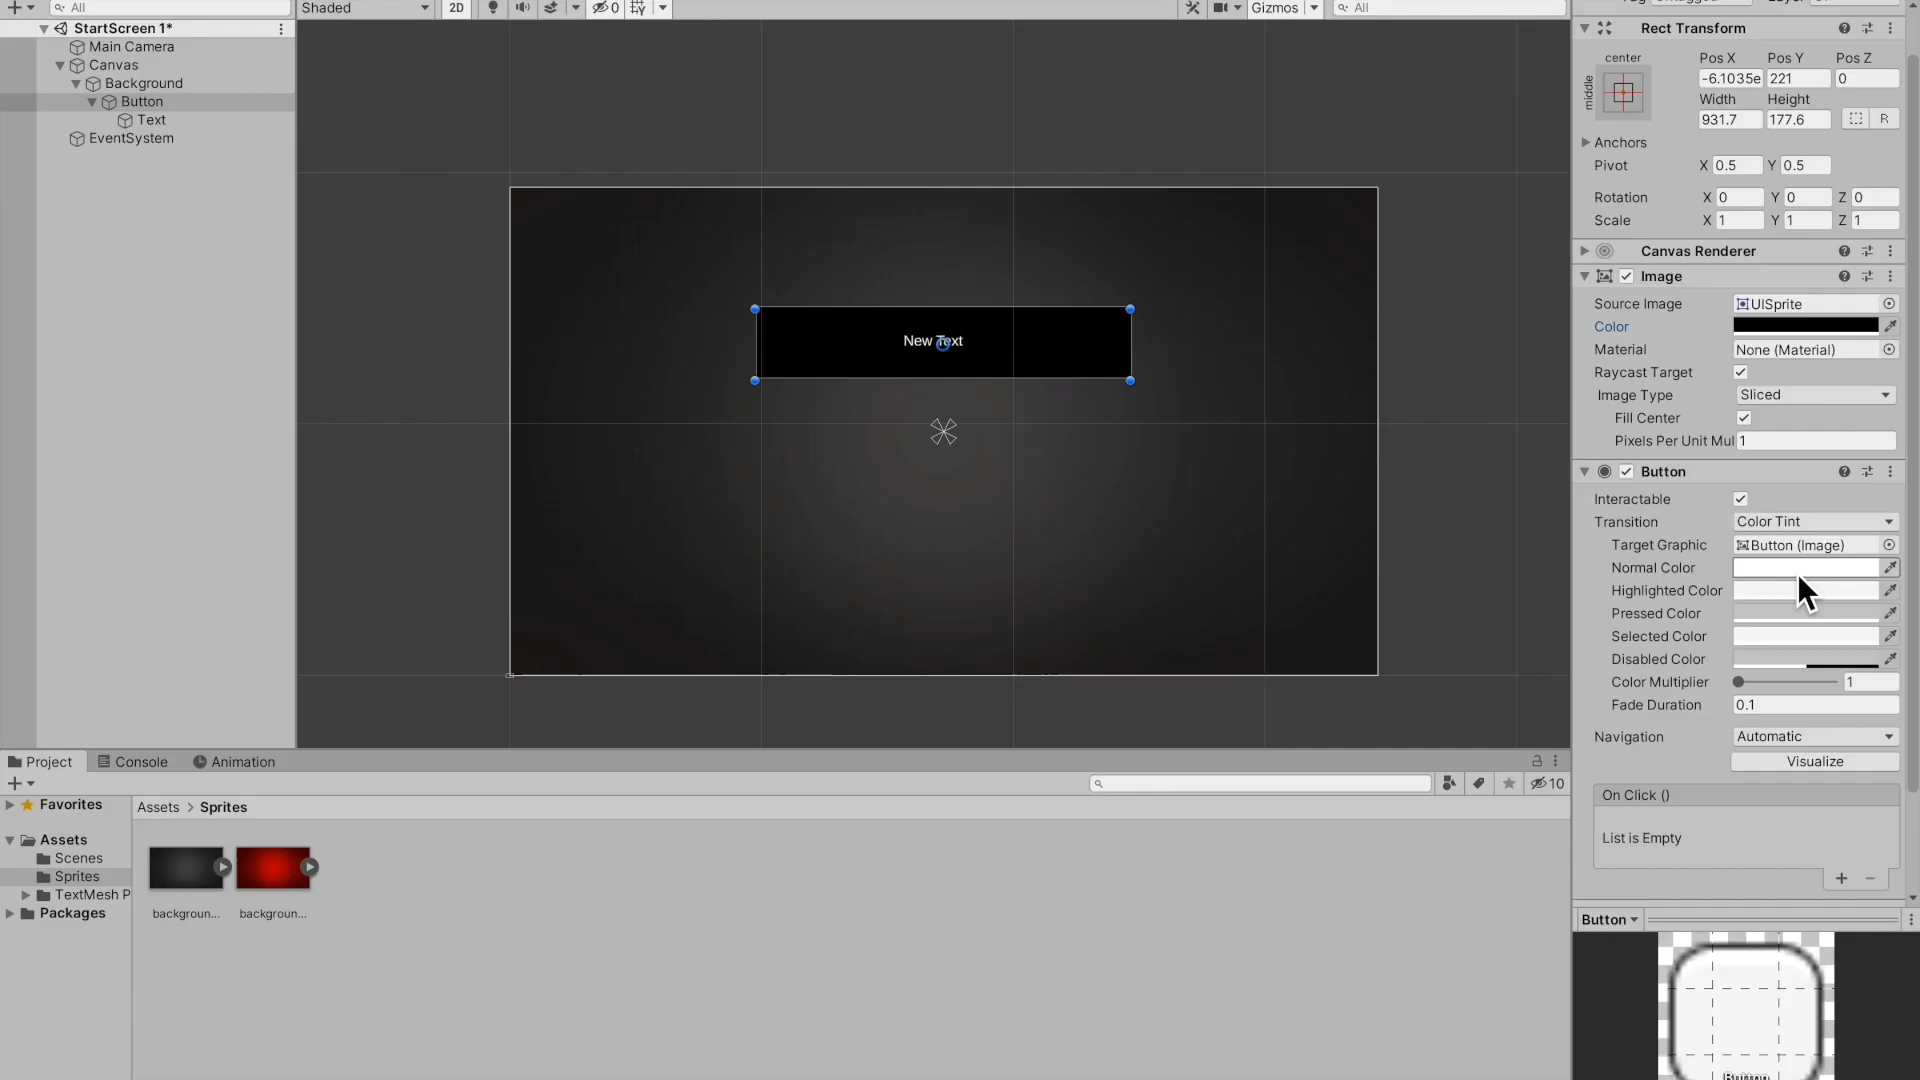 All
Shaded
2D
0
Gizmos
All
StartScreen 1*
Main Camera
Canvas
Background
Button
Text
EventSystem
New Text
Rect Transform
center
middle
Pos X Pos Y Pos Z
-6.1035e 221 0
Width Height
931.7 177.6
R
Anchors
Pivot X 0.5 Y 0.5
Rotation X 0 Y 0 Z 0
Scale X 1 Y 1 Z 1
Canvas Renderer
Image
Source Image UISprite
Color
Material None (Material)
Raycast Target
Image Type Sliced
Fill Center
Pixels Per Unit Mul 1
Button
Interactable
Transition Color Tint
Target Graphic Button (Image)
Normal Color
Highlighted Color
Pressed Color
Selected Color
Disabled Color
Color Multiplier 1
Fade Duration 0.1
Navigation Automatic
Visualize
On Click ()
List is Empty
Button
Button
Project Console Animation
10
Favorites
Assets
Scenes
Sprites
TextMesh P
Packages
Assets > Sprites
backgroun... backgroun...